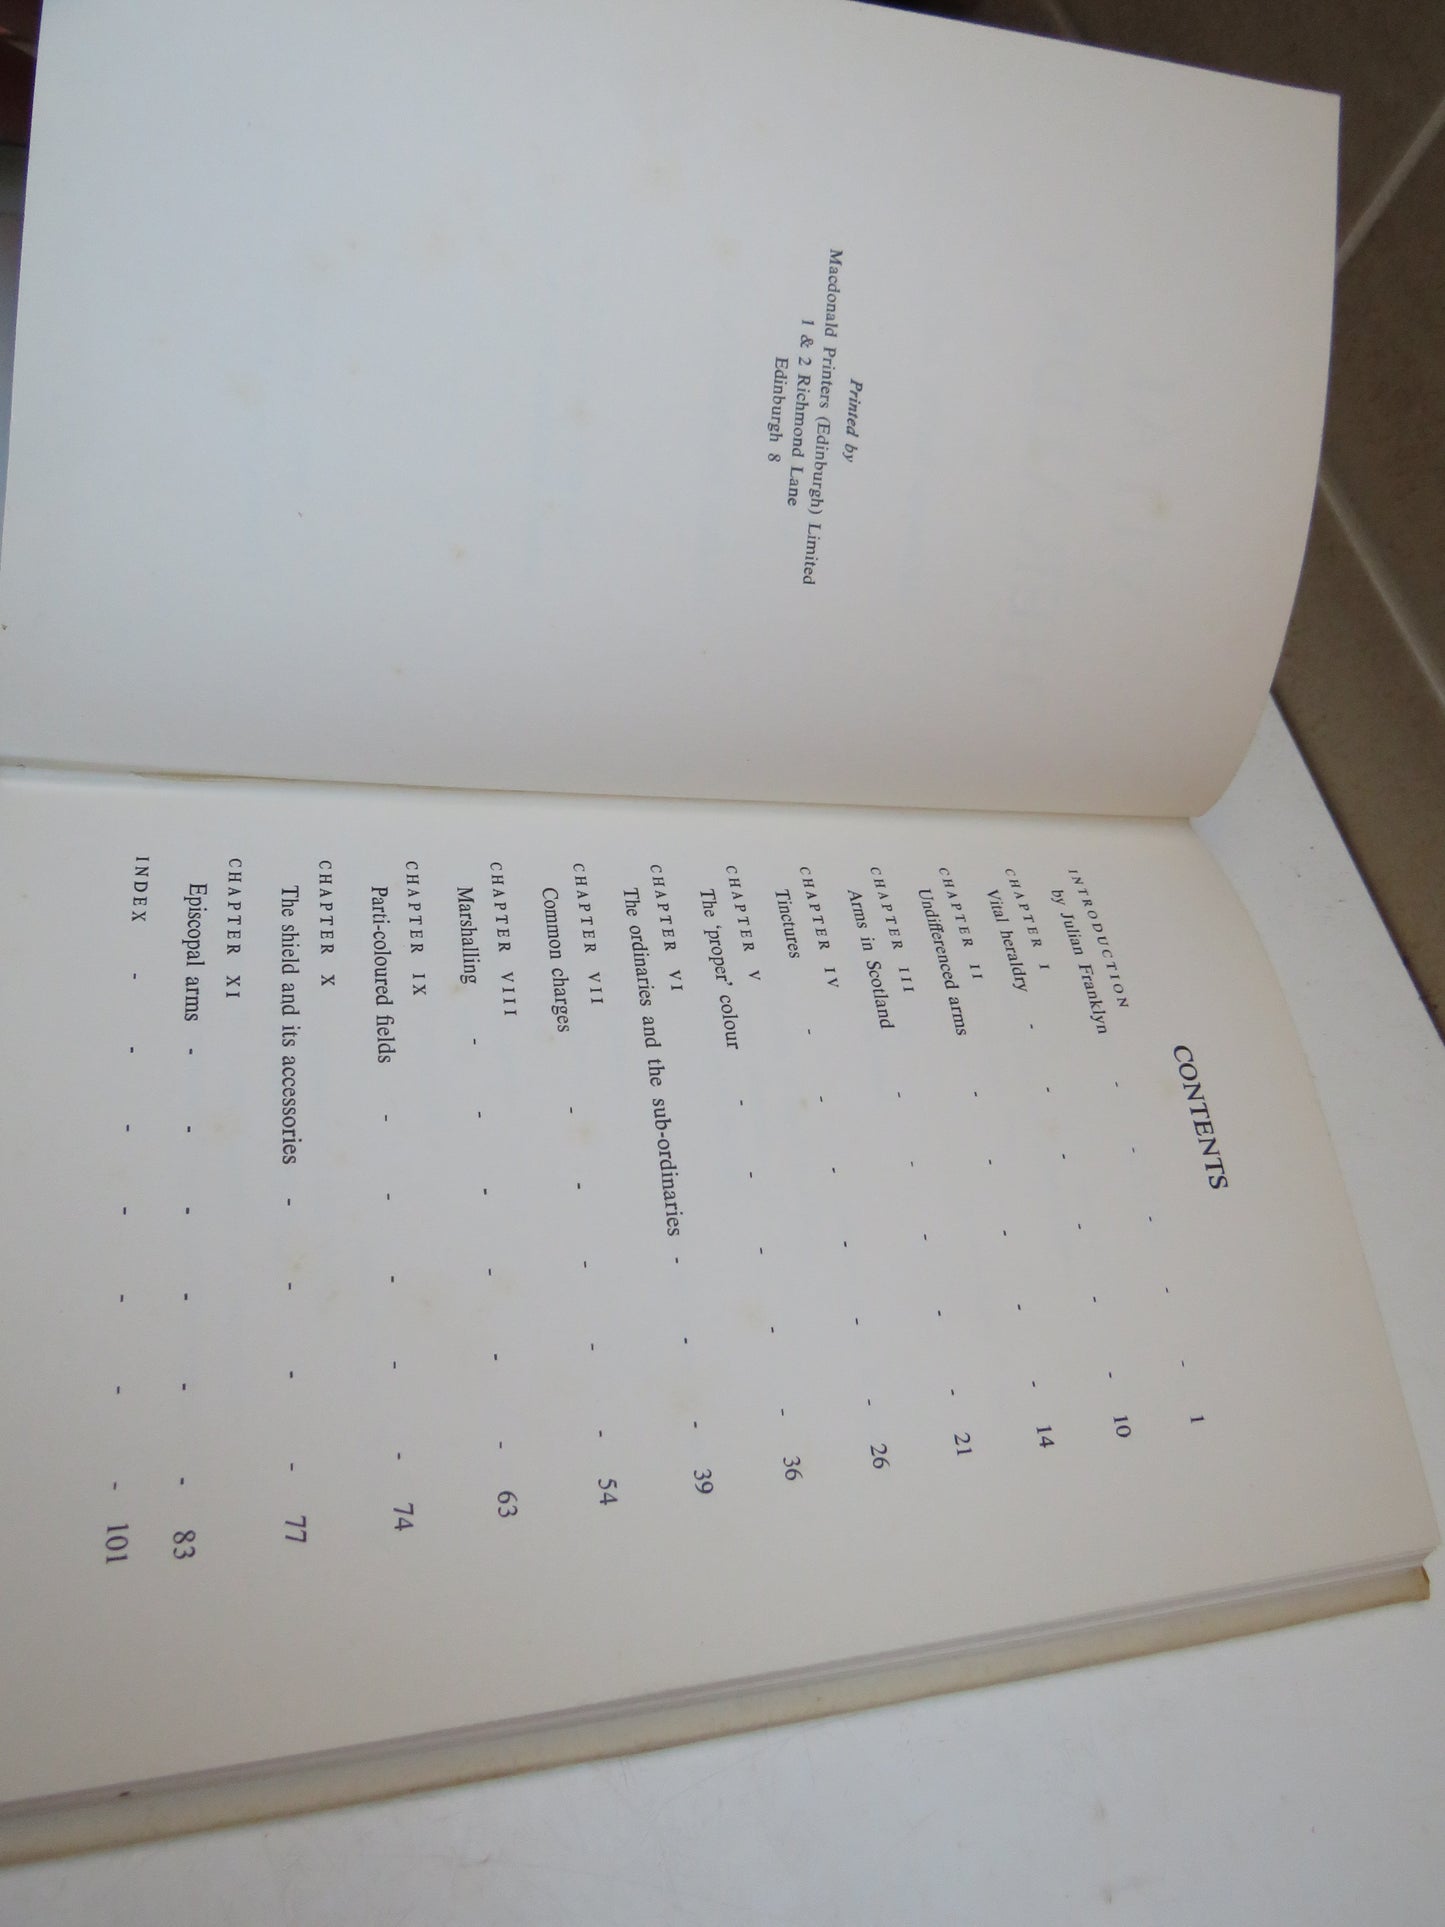 Printed by
Macdonald Printers (Edinburgh) Limited
1 & 2 Richmond Lane
Edinburgh 8
CONTENTS
INTRODUCTION
by Julian Franklyn - - - - - 1
CHAPTER I
Vital heraldry - - - - - - 10
CHAPTER II
Undifferenced arms - - - - - 14
CHAPTER III
Arms in Scotland - - - - - 21
CHAPTER IV
Tinctures - - - - - - 26
CHAPTER V
The 'proper' colour - - - - - 36
CHAPTER VI
The ordinaries and the sub-ordinaries - - - 39
CHAPTER VII
Common charges - - - - - 54
CHAPTER VIII
Marshalling - - - - - - 63
CHAPTER IX
Parti-coloured fields - - - - - 74
CHAPTER X
The shield and its accessories - - - - 77
CHAPTER XI
Episcopal arms - - - - - - 83
INDEX - - - - - - - 101